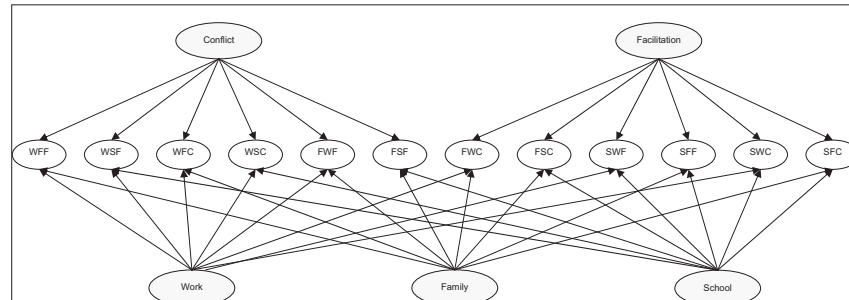 Conflict Facilitation
WFF WSF WFC WSC FWF FSF FWC FSC SWF SFF SWC SFC
Work Family School